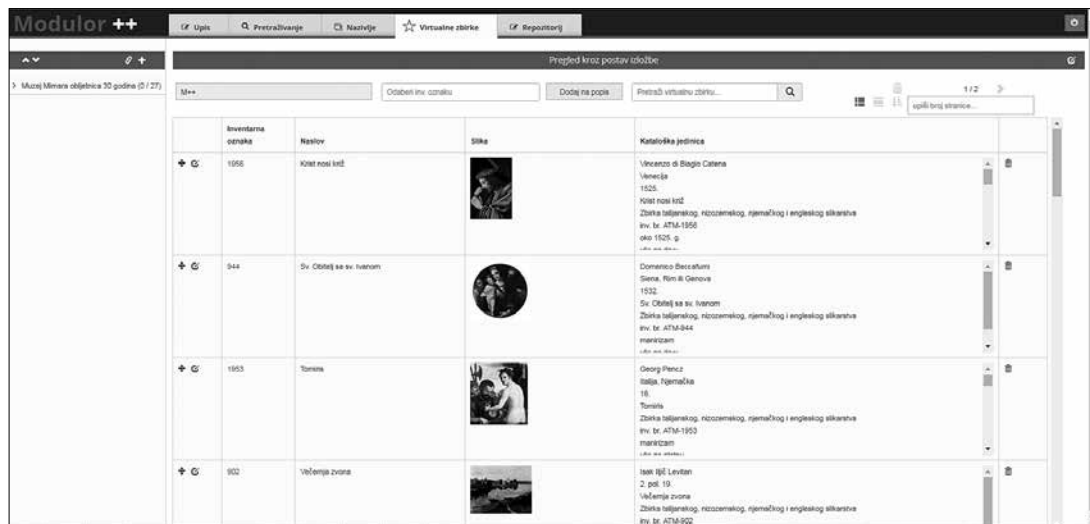 Modulor ++
Upis
Pretraživanje
Nazivlje
Virtualne zbirke
Repozitorij
Pregled kroz postav izložbe
> Muzej Mimara obljetnica 30 godina (0 / 27)
M++
Odaberi inv. oznaku
Dodaj na popis
Pretraži virtualnu zbirku...
1 / 2
upiši broj stranice...
Inventarna oznaka
Naslov
Slika
Kataloška jedinica
1956
Krist nosi križ
Vincenzo di Biagio Catena
Venecija
1525.
Krist nosi križ
Zbirka talijanskog, nizozemskog, njemačkog i engleskog slikarstva
inv. br. ATM-1956
oko 1525. g.
944
Sv. Obitelj sa sv. Ivanom
Domenico Beccafumi
Siena, Rim ili Genova
1532.
Sv. Obitelj sa sv. Ivanom
Zbirka talijanskog, nizozemskog, njemačkog i engleskog slikarstva
inv. br. ATM-944
manirizam
1953
Tomiris
Georg Pencz
Italija, Njemačka
16.
Tomiris
Zbirka talijanskog, nizozemskog, njemačkog i engleskog slikarstva
inv. br. ATM-1953
manirizam
902
Večernja zvona
Isak Iljič Levitan
2. pol. 19.
Večernja zvona
Zbirka talijanskog, nizozemskog, njemačkog i engleskog slikarstva
inv. br. ATM-902